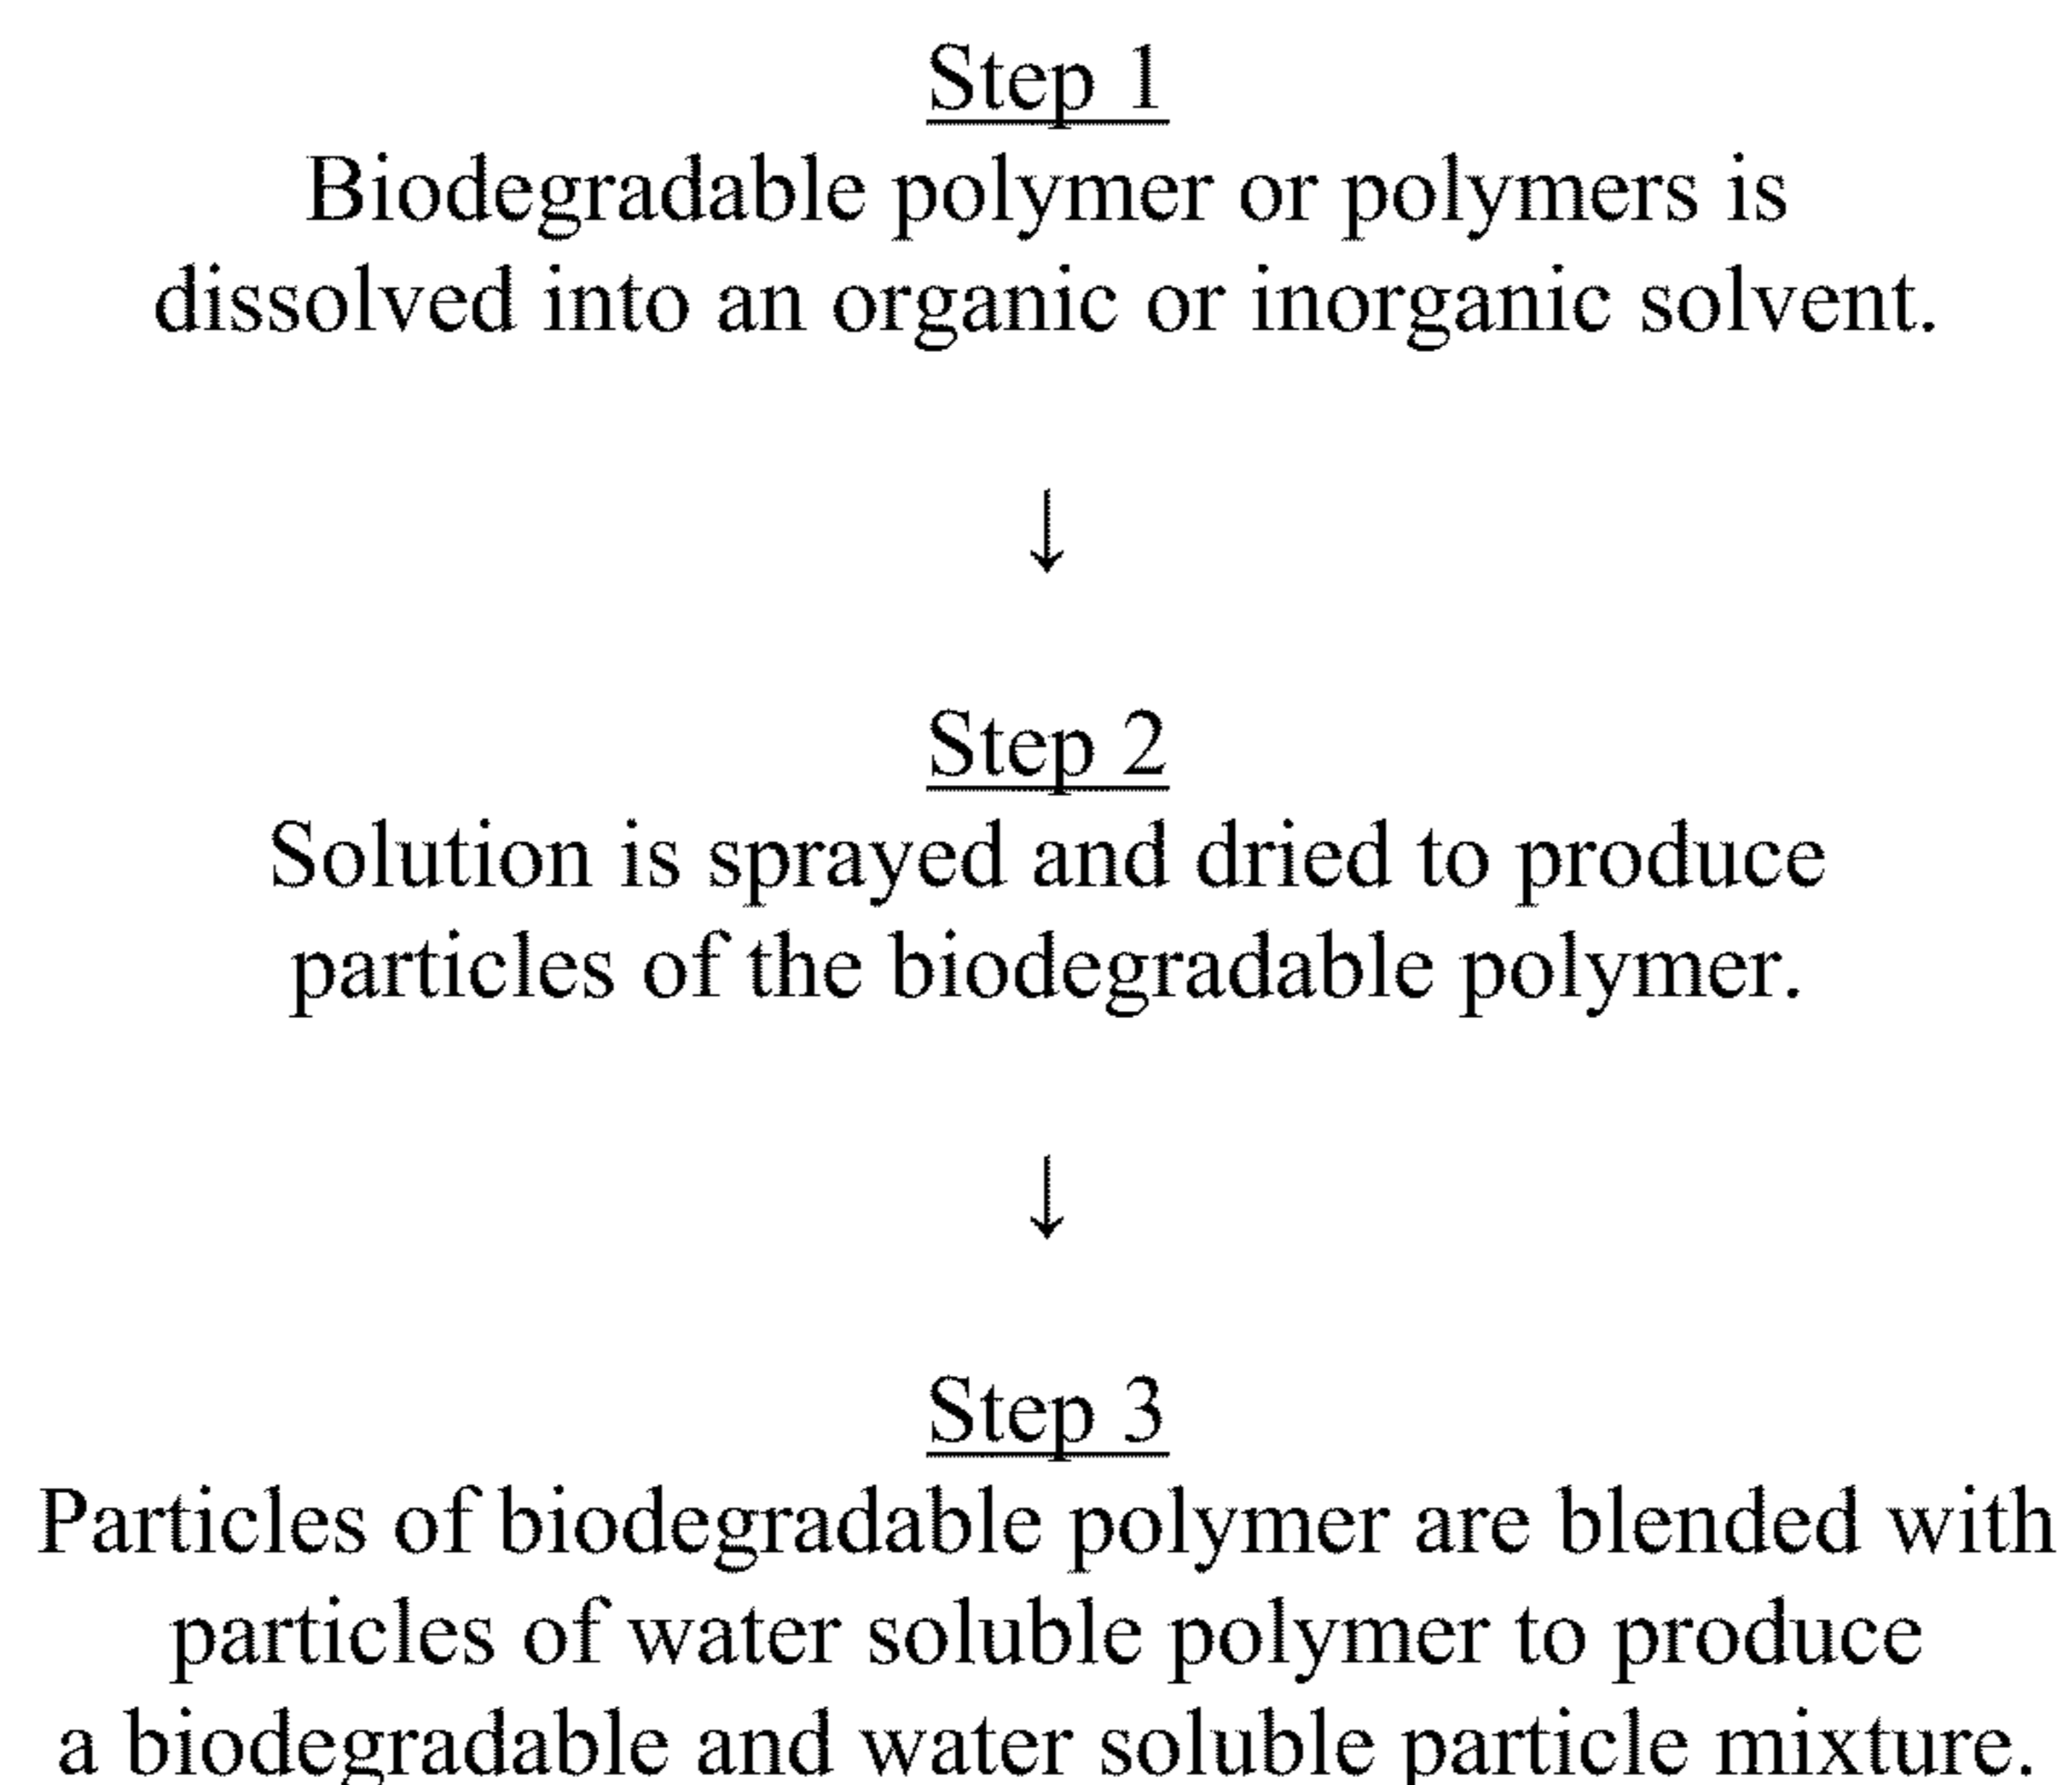 Step 1
Biodegradable polymer or polymers is
dissolved into an organic or inorganic solvent.
↓
Step 2
Solution is sprayed and dried to produce
particles of the biodegradable polymer.
↓
Step 3
Particles of biodegradable polymer are blended with
particles of water soluble polymer to produce
a biodegradable and water soluble particle mixture.